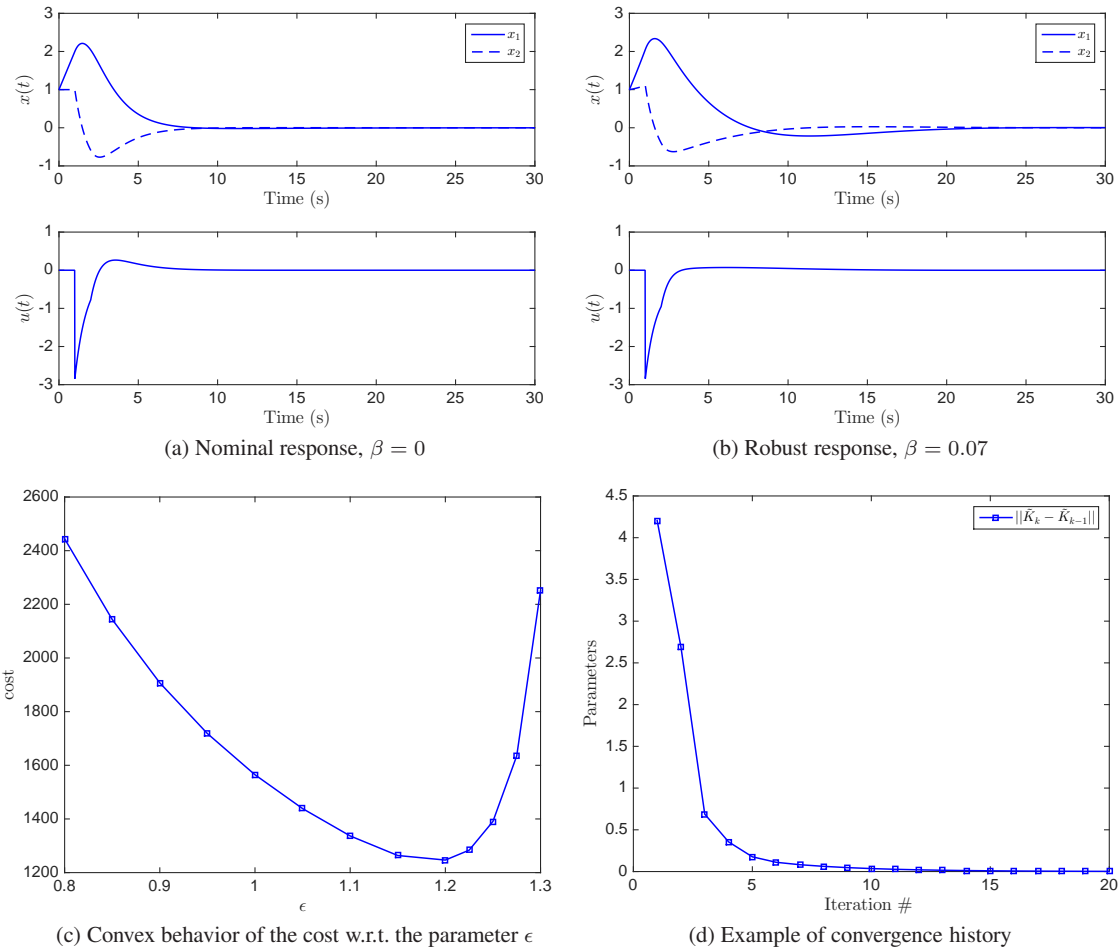 3
2
1
0
-1
x(t)
x₁
x₂
0 5 10 15 20 25 30
Time (s)
1
0
-1
-2
-3
u(t)
0 5 10 15 20 25 30
Time (s)
(a) Nominal response, β = 0
3
2
1
0
-1
x(t)
x₁
x₂
0 5 10 15 20 25 30
Time (s)
1
0
-1
-2
-3
u(t)
0 5 10 15 20 25 30
Time (s)
(b) Robust response, β = 0.07
2600
2400
2200
2000
1800
1600
1400
1200
cost
0.8 0.9 1 1.1 1.2 1.3
ϵ
(c) Convex behavior of the cost w.r.t. the parameter ϵ
4.5
4
3.5
3
2.5
2
1.5
1
0.5
0
Parameters
||K̃ₖ − K̃ₖ₋₁||
0 5 10 15 20
Iteration #
(d) Example of convergence history